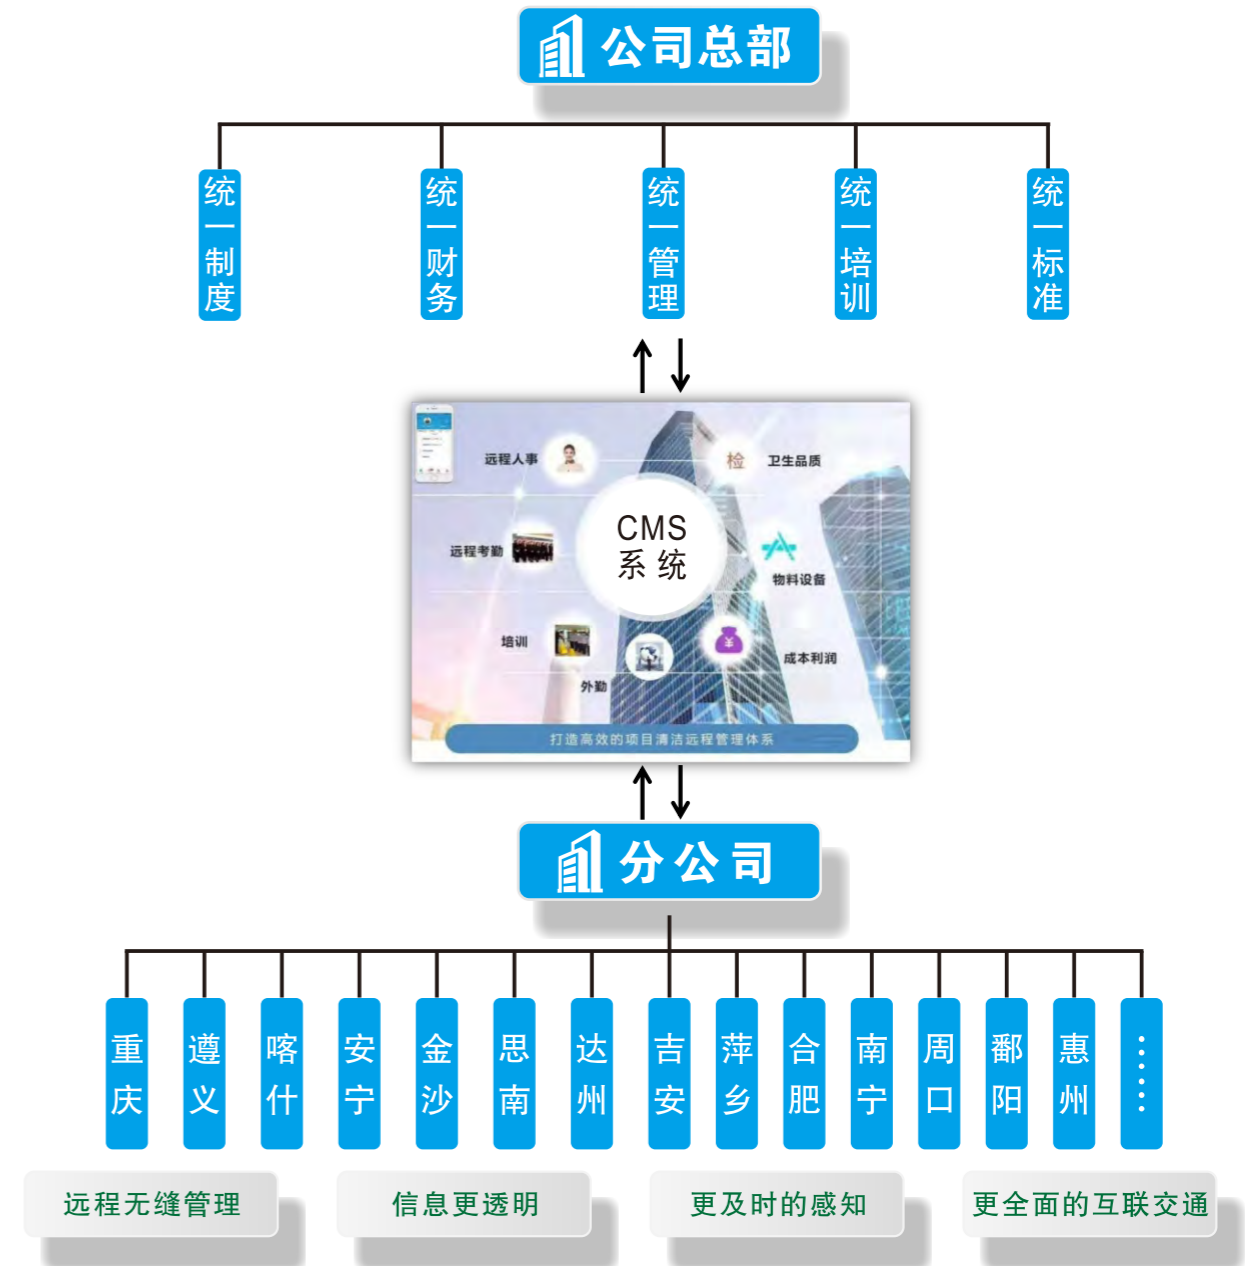 公司总部
统一制度
统一财务
统一管理
统一培训
统一标准
远程人事
检
卫生品质
CMS
系统
远程考勤
物料设备
培训
外勤
¥
成本利润
打造高效的项目清洁远程管理体系
分公司
重庆
遵义
喀什
安宁
金沙
思南
达州
吉安
萍乡
合肥
南宁
周口
鄱阳
惠州
……
远程无缝管理
信息更透明
更及时的感知
更全面的互联交通